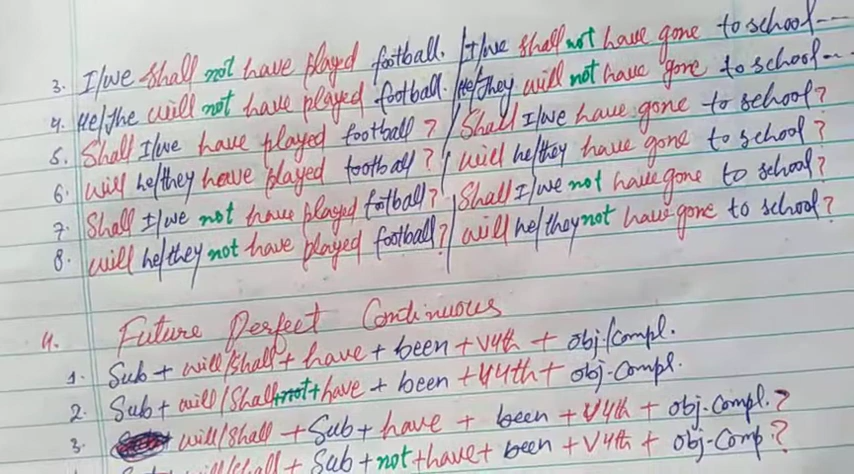 3. I/we shall not have played football. / I/we shall not have gone to school---
4. He/the will not have played football. He/they will not have gone to school--
5. Shall I/we have played football? / Shall I/we have gone to school?
6. will he/they have played football? / will he/they have gone to school?
7. Shall I/we not have played football? / Shall I/we not have gone to school?
8. will he/they not have played football? / will he/they not have gone to school?
4. Future Perfect Continuous
1. Sub + will/shall + have + been + V4th + obj/compl.
2. Sub + will/shall + not + have + been + V4th + obj-compl.
3. will/shall + Sub + have + been + V4th + obj-compl.?
will/shall + Sub + not + have + been + V4th + obj-Comp.?